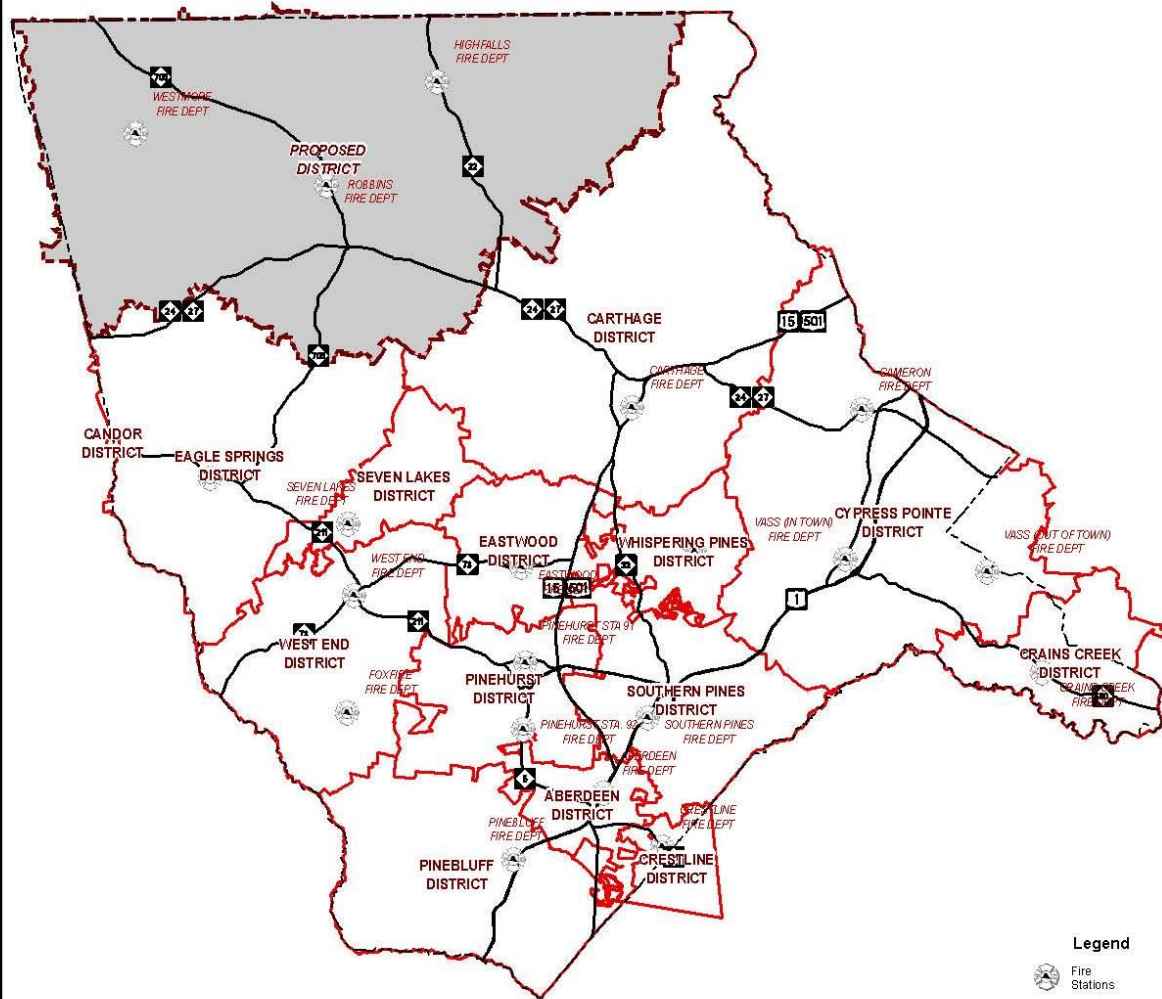 HIGHFALLS
FIRE DEPT
705
WESTMORE
FIRE DEPT
PROPOSED
DISTRICT
22
ROBBINS
FIRE DEPT
24 27
24 27
15 501
CARTHAGE
DISTRICT
705
CARTHAGE
FIRE DEPT
CAMERON
FIRE DEPT
24 27
CANDOR
DISTRICT
EAGLE SPRINGS
DISTRICT
SEVEN LAKES
FIRE DEPT
SEVEN LAKES
DISTRICT
CYPRESS POINTE
DISTRICT
VASS (IN TOWN)
FIRE DEPT
VASS (OUT OF TOWN)
FIRE DEPT
211
EASTWOOD
DISTRICT
WHISPERING PINES
DISTRICT
WEST END
FIRE DEPT
73
22
EASTWOOD
15 501
1
211
PINEHURST STA 91
FIRE DEPT
73
WEST END
DISTRICT
CRAINS CREEK
DISTRICT
FOXFIRE
FIRE DEPT
PINEHURST
DISTRICT
SOUTHERN PINES
DISTRICT
CRAINS CREEK
FIRE DEPT
PINEHURST STA. 92
FIRE DEPT
SOUTHERN PINES
FIRE DEPT
ABERDEEN
FIRE DEPT
5
ABERDEEN
DISTRICT
PINEBLUFF
FIRE DEPT
CRESTLINE
FIRE DEPT
PINEBLUFF
DISTRICT
CRESTLINE
DISTRICT
Legend
Fire
Stations